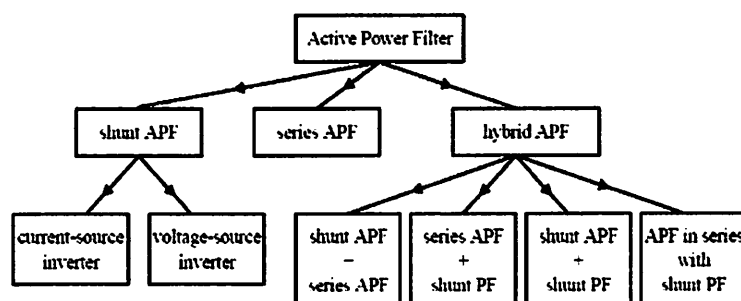 Active Power Filter
shunt APF
series APF
hybrid APF
current-source
inverter
voltage-source
inverter
shunt APF
–
series APF
series APF
+
shunt PF
shunt APF
+
shunt PF
APF in series
with
shunt PF